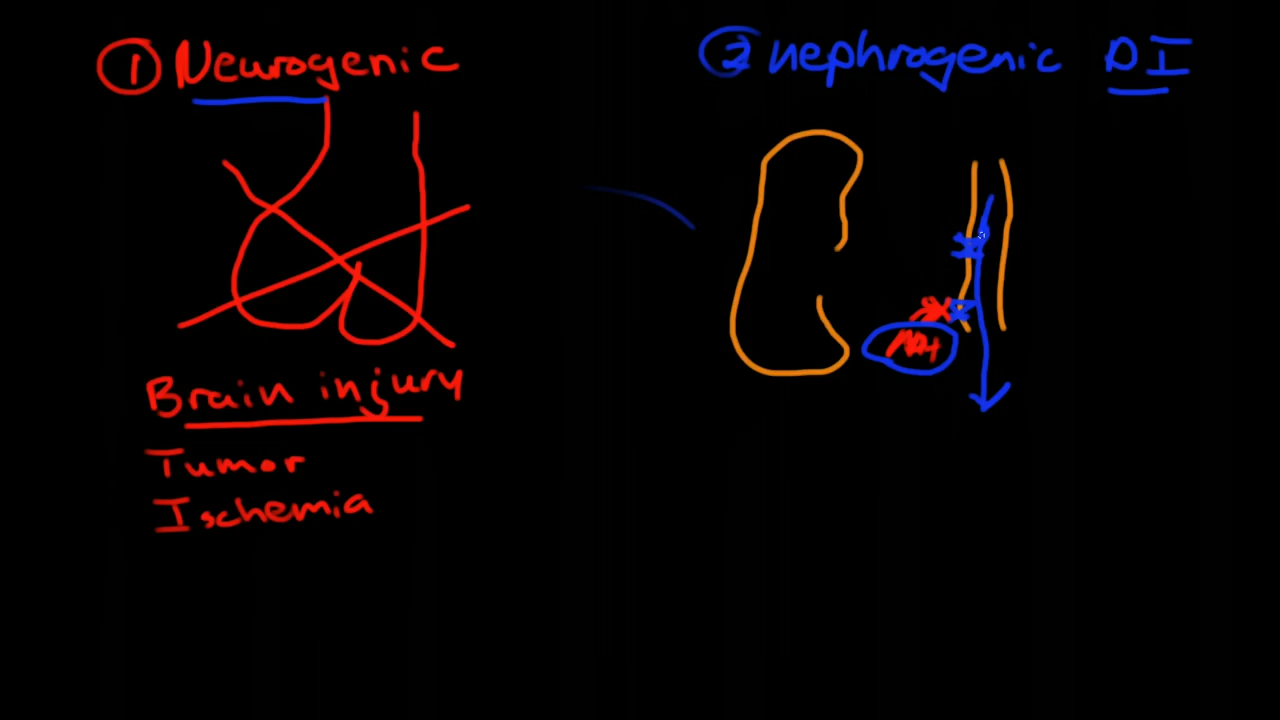 ① Neurogenic
② nephrogenic DI
Brain injury
Tumor
Ischemia